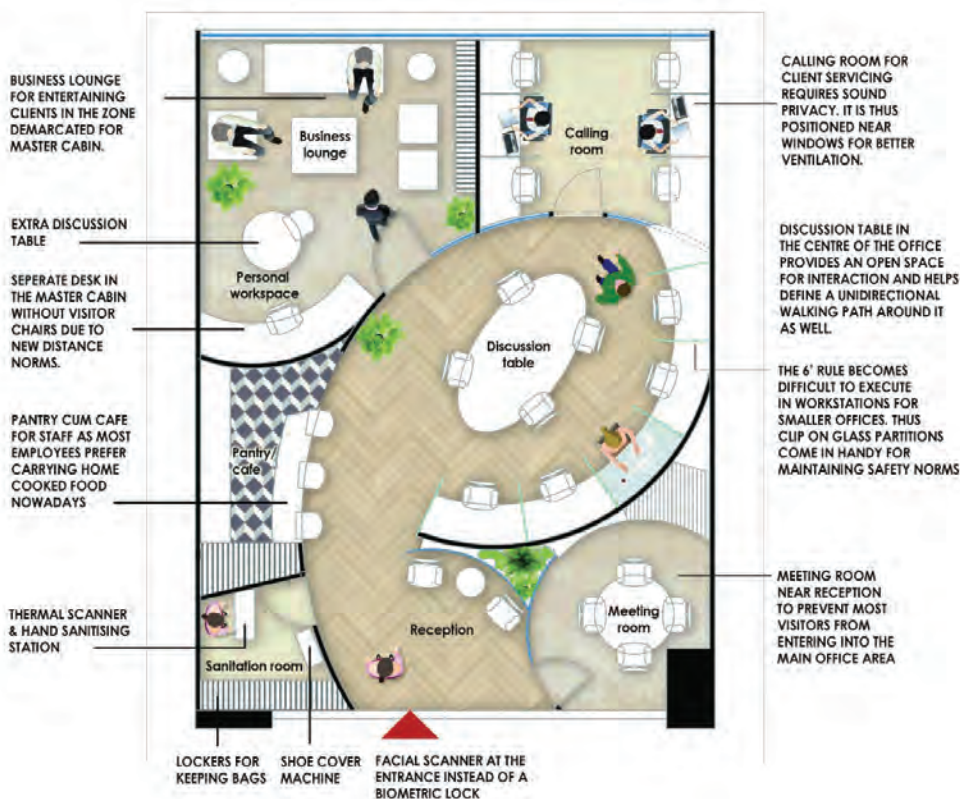 BUSINESS LOUNGE
FOR ENTERTAINING
CLIENTS IN THE ZONE
DEMARCATED FOR
MASTER CABIN.
EXTRA DISCUSSION
TABLE
SEPERATE DESK IN
THE MASTER CABIN
WITHOUT VISITOR
CHAIRS DUE TO
NEW DISTANCE
NORMS.
PANTRY CUM CAFE
FOR STAFF AS MOST
EMPLOYEES PREFER
CARRYING HOME
COOKED FOOD
NOWADAYS
THERMAL SCANNER
& HAND SANITISING
STATION
Business
lounge
Calling
room
Personal
workspace
Discussion
table
Pantry/
cafe
Reception
Meeting
room
Sanitation room
CALLING ROOM FOR
CLIENT SERVICING
REQUIRES SOUND
PRIVACY. IT IS THUS
POSITIONED NEAR
WINDOWS FOR BETTER
VENTILATION.
DISCUSSION TABLE IN
THE CENTRE OF THE OFFICE
PROVIDES AN OPEN SPACE
FOR INTERACTION AND HELPS
DEFINE A UNIDIRECTIONAL
WALKING PATH AROUND IT
AS WELL.
THE 6' RULE BECOMES
DIFFICULT TO EXECUTE
IN WORKSTATIONS FOR
SMALLER OFFICES. THUS
CLIP ON GLASS PARTITIONS
COME IN HANDY FOR
MAINTAINING SAFETY NORMS
MEETING ROOM
NEAR RECEPTION
TO PREVENT MOST
VISITORS FROM
ENTERING INTO THE
MAIN OFFICE AREA
LOCKERS FOR
KEEPING BAGS
SHOE COVER
MACHINE
FACIAL SCANNER AT THE
ENTRANCE INSTEAD OF A
BIOMETRIC LOCK